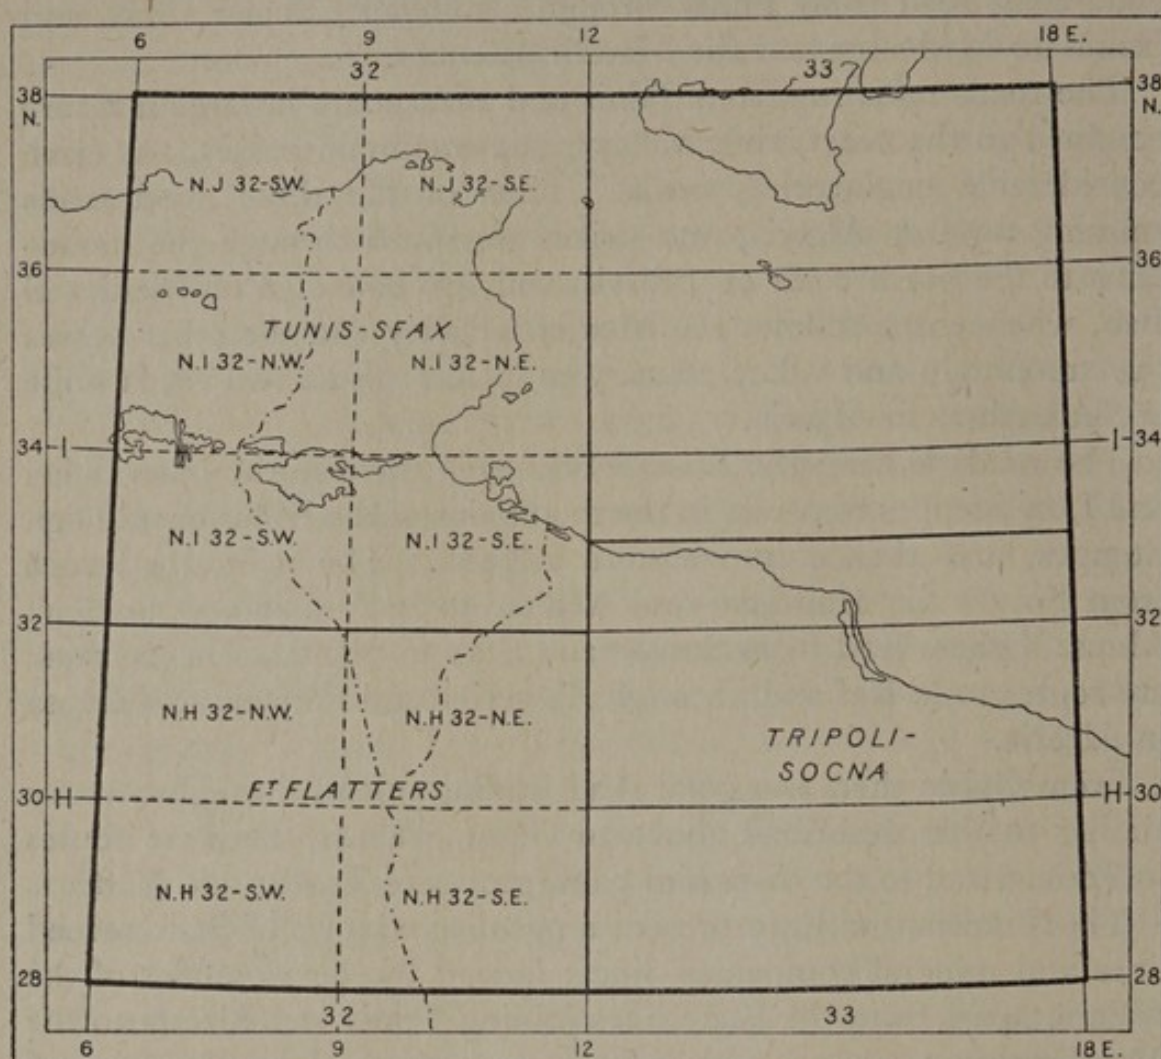 6 9 12 18 E.
32 33
38 38
N. N.
N.J 32-S.W. N.J 32-S.E.
36 36
TUNIS-SFAX
N.I 32-N.W. N.I 32-N.E.
34 I I 34
N.I 32-S.W. N.I 32-S.E.
32 32
N.H 32-N.W. N.H 32-N.E.
TRIPOLI-
SOCNA
FT FLATTERS
30 H H 30
N.H 32-S.W. N.H 32-S.E.
28 28
32 33
6 9 12 18 E.